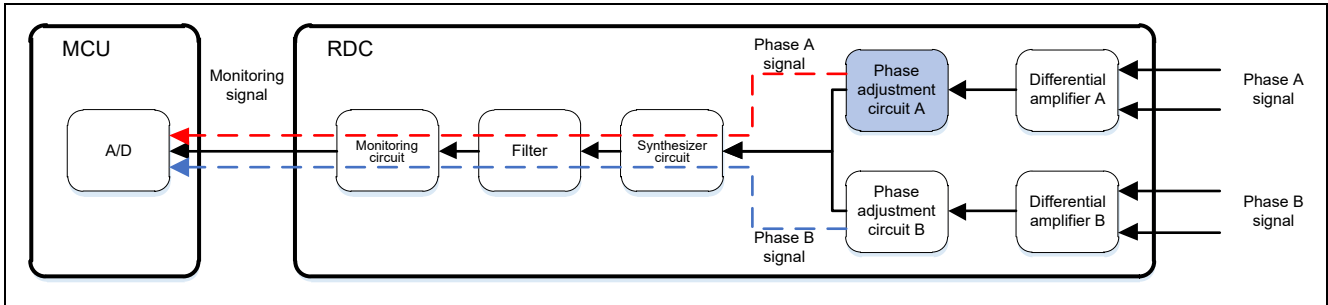 MCU
RDC
Monitoring
signal
A/D
Monitoring
circuit
Filter
Synthesizer
circuit
Phase A
signal
Phase B
signal
Phase
adjustment
circuit A
Phase
adjustment
circuit B
Differential
amplifier A
Differential
amplifier B
Phase A
signal
Phase B
signal